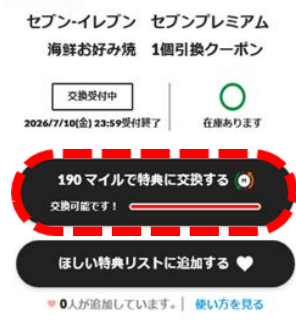 セブン-イレブン　セブンプレミアム
海鮮お好み焼　1個引換クーポン
交換受付中
2026/7/10(金) 23:59受付終了
在庫あります
190 マイルで特典に交換する
交換可能です！
ほしい特典リストに追加する
0人が追加しています。| 使い方を見る